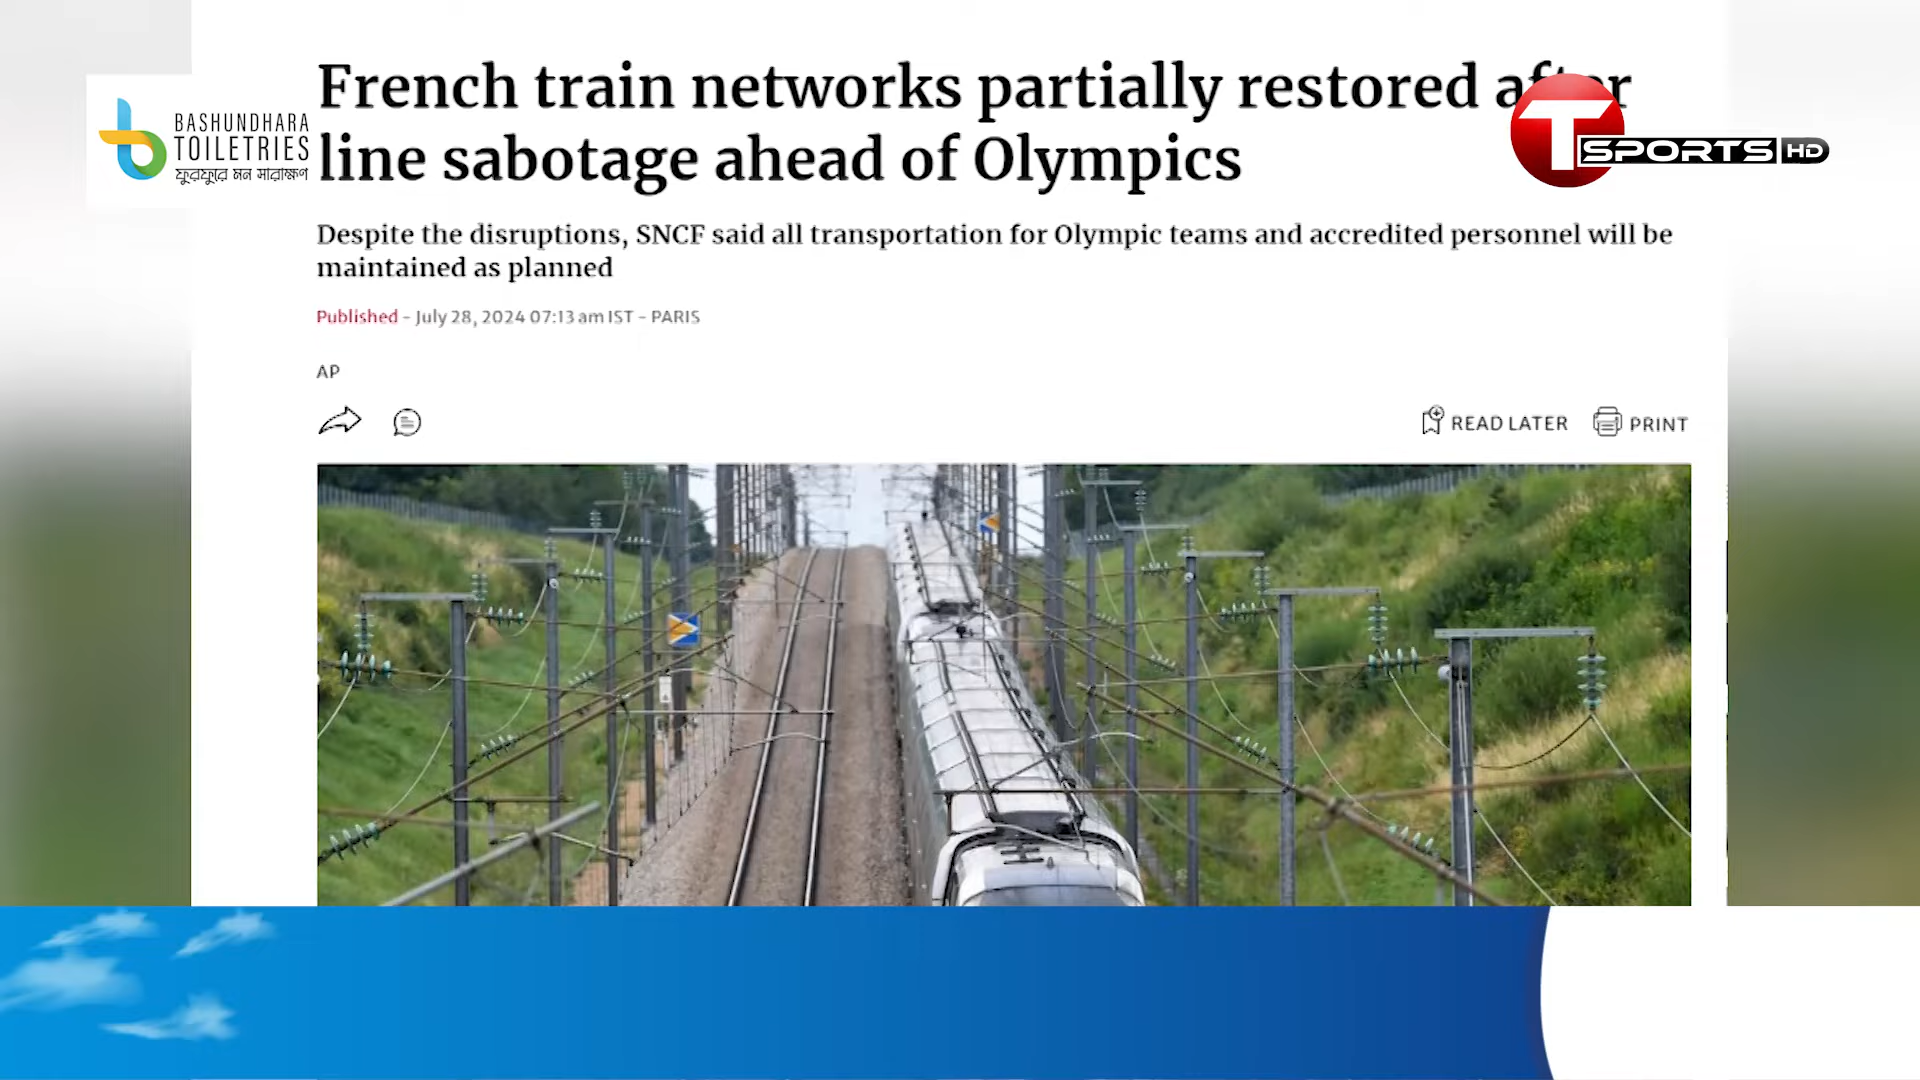 French train networks partially restored after
line sabotage ahead of Olympics
BASHUNDHARA
TOILETRIES
ফুরফুরে মন সারাক্ষণ
T SPORTS HD
Despite the disruptions, SNCF said all transportation for Olympic teams and accredited personnel will be
maintained as planned
Published - July 28, 2024 07:13 am IST - PARIS
AP
READ LATER
PRINT